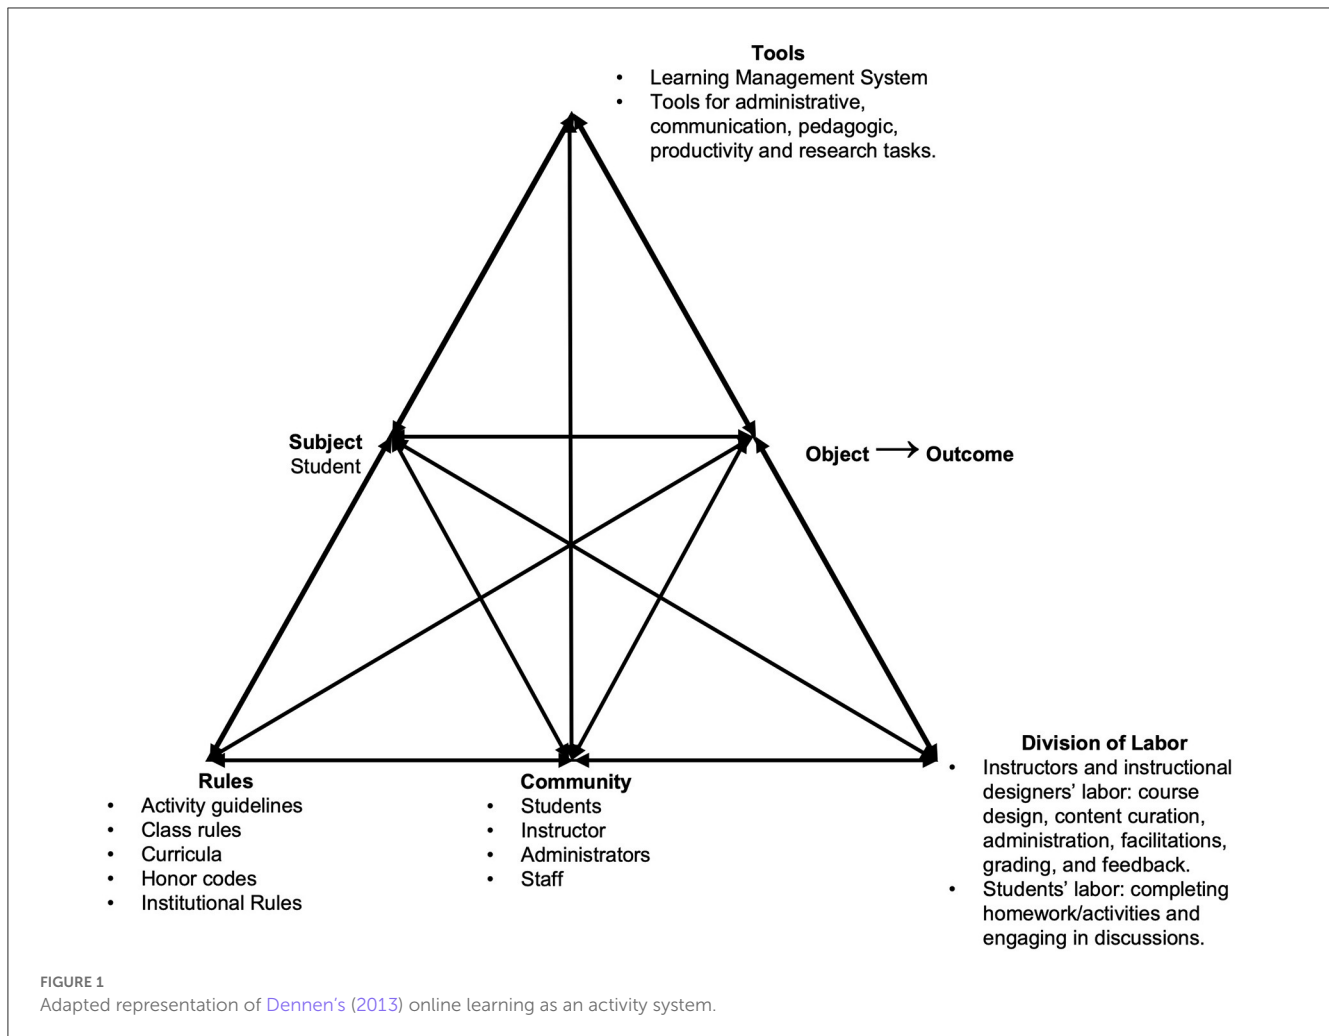 Tools
• Learning Management System
• Tools for administrative,
communication, pedagogic,
productivity and research tasks.
Subject
Student
Object → Outcome
Rules
• Activity guidelines
• Class rules
• Curricula
• Honor codes
• Institutional Rules
Community
• Students
• Instructor
• Administrators
• Staff
Division of Labor
• Instructors and instructional
designers’ labor: course
design, content curation,
administration, facilitations,
grading, and feedback.
• Students’ labor: completing
homework/activities and
engaging in discussions.
FIGURE 1
Adapted representation of Dennen’s (2013) online learning as an activity system.